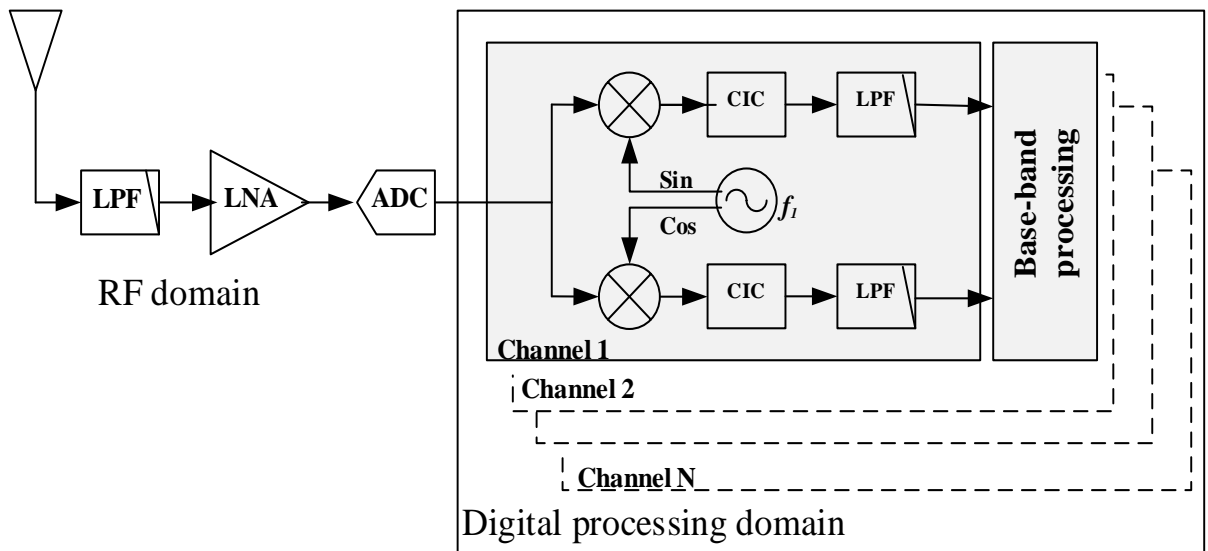 LPF
LNA
ADC
RF domain
CIC
LPF
Sin
f1
Cos
CIC
LPF
Base-band
processing
Channel 1
Channel 2
Channel N
Digital processing domain